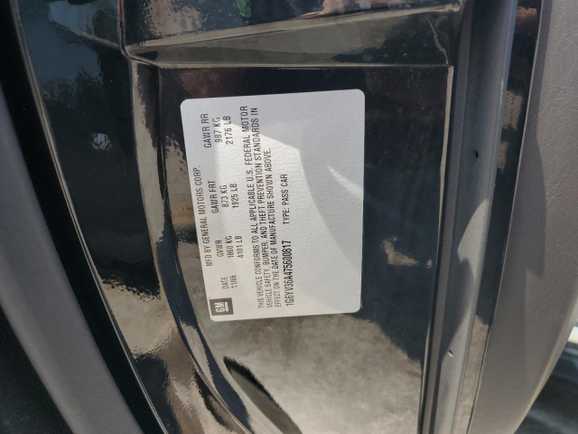 GM
MFD BY GENERAL MOTORS CORP.
DATE GVWR GAWR FRT GAWR RR
11/06 1860 KG 873 KG 987 KG
4101 LB 1925 LB 2176 LB
THIS VEHICLE CONFORMS TO ALL APPLICABLE U.S. FEDERAL MOTOR
VEHICLE SAFETY, BUMPER, AND THEFT PREVENTION STANDARDS IN
EFFECT ON THE DATE OF MANUFACTURE SHOWN ABOVE.
1G6YV36A475600817 TYPE: PASS CAR